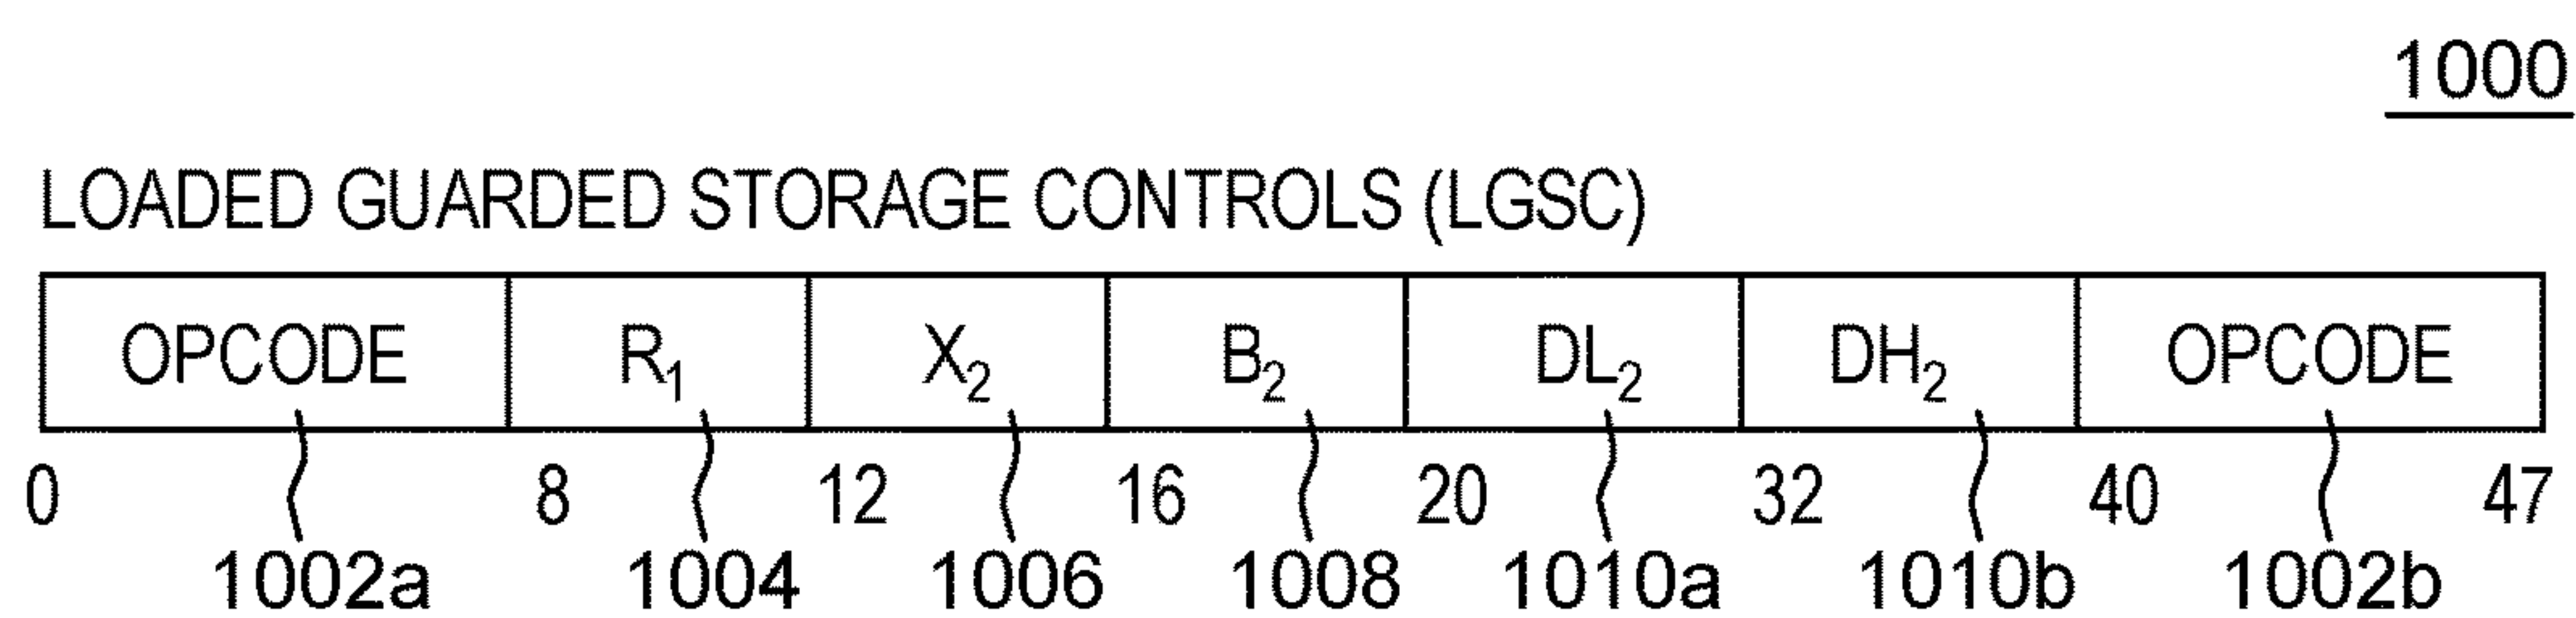 1000
LOADED GUARDED STORAGE CONTROLS (LGSC)
OPCODE R₁ X₂ B₂ DL₂ DH₂ OPCODE
0 8 12 16 20 32 40 47
1002a 1004 1006 1008 1010a 1010b 1002b